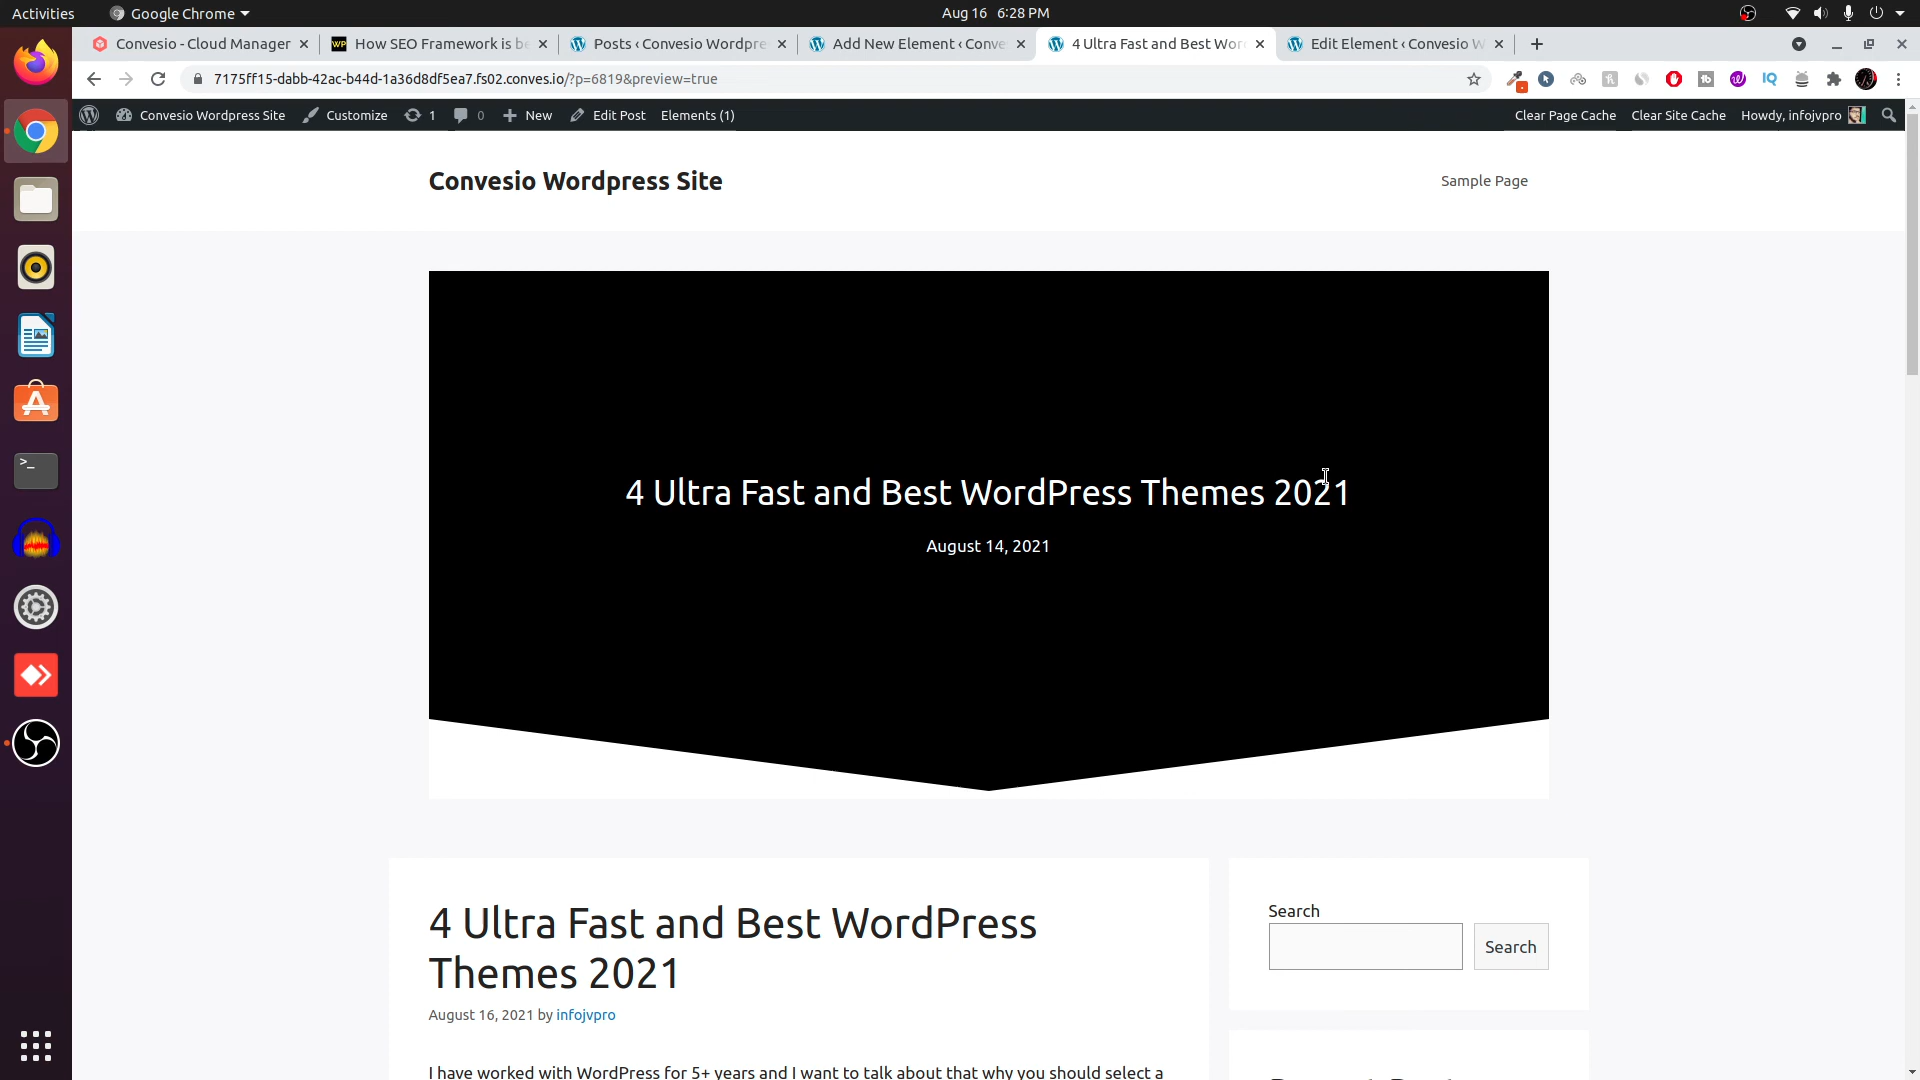 Activities Google Chrome Aug 16 6:28 PM
Convesio - Cloud Manager How SEO Framework is be Posts ‹ Convesio Wordpre Add New Element ‹ Conve 4 Ultra Fast and Best Wor Edit Element ‹ Convesio W
7175ff15-dabb-42ac-b44d-1a36d8df5ea7.fs02.conves.io/?p=6819&preview=true
Convesio Wordpress Site Customize 1 0 New Edit Post Elements (1) Clear Page Cache Clear Site Cache Howdy, infojvpro
Convesio Wordpress Site Sample Page
4 Ultra Fast and Best WordPress Themes 2021
August 14, 2021
4 Ultra Fast and Best WordPress
Themes 2021
August 16, 2021 by infojvpro
I have worked with WordPress for 5+ years and I want to talk about that why you should select a
Search
Search